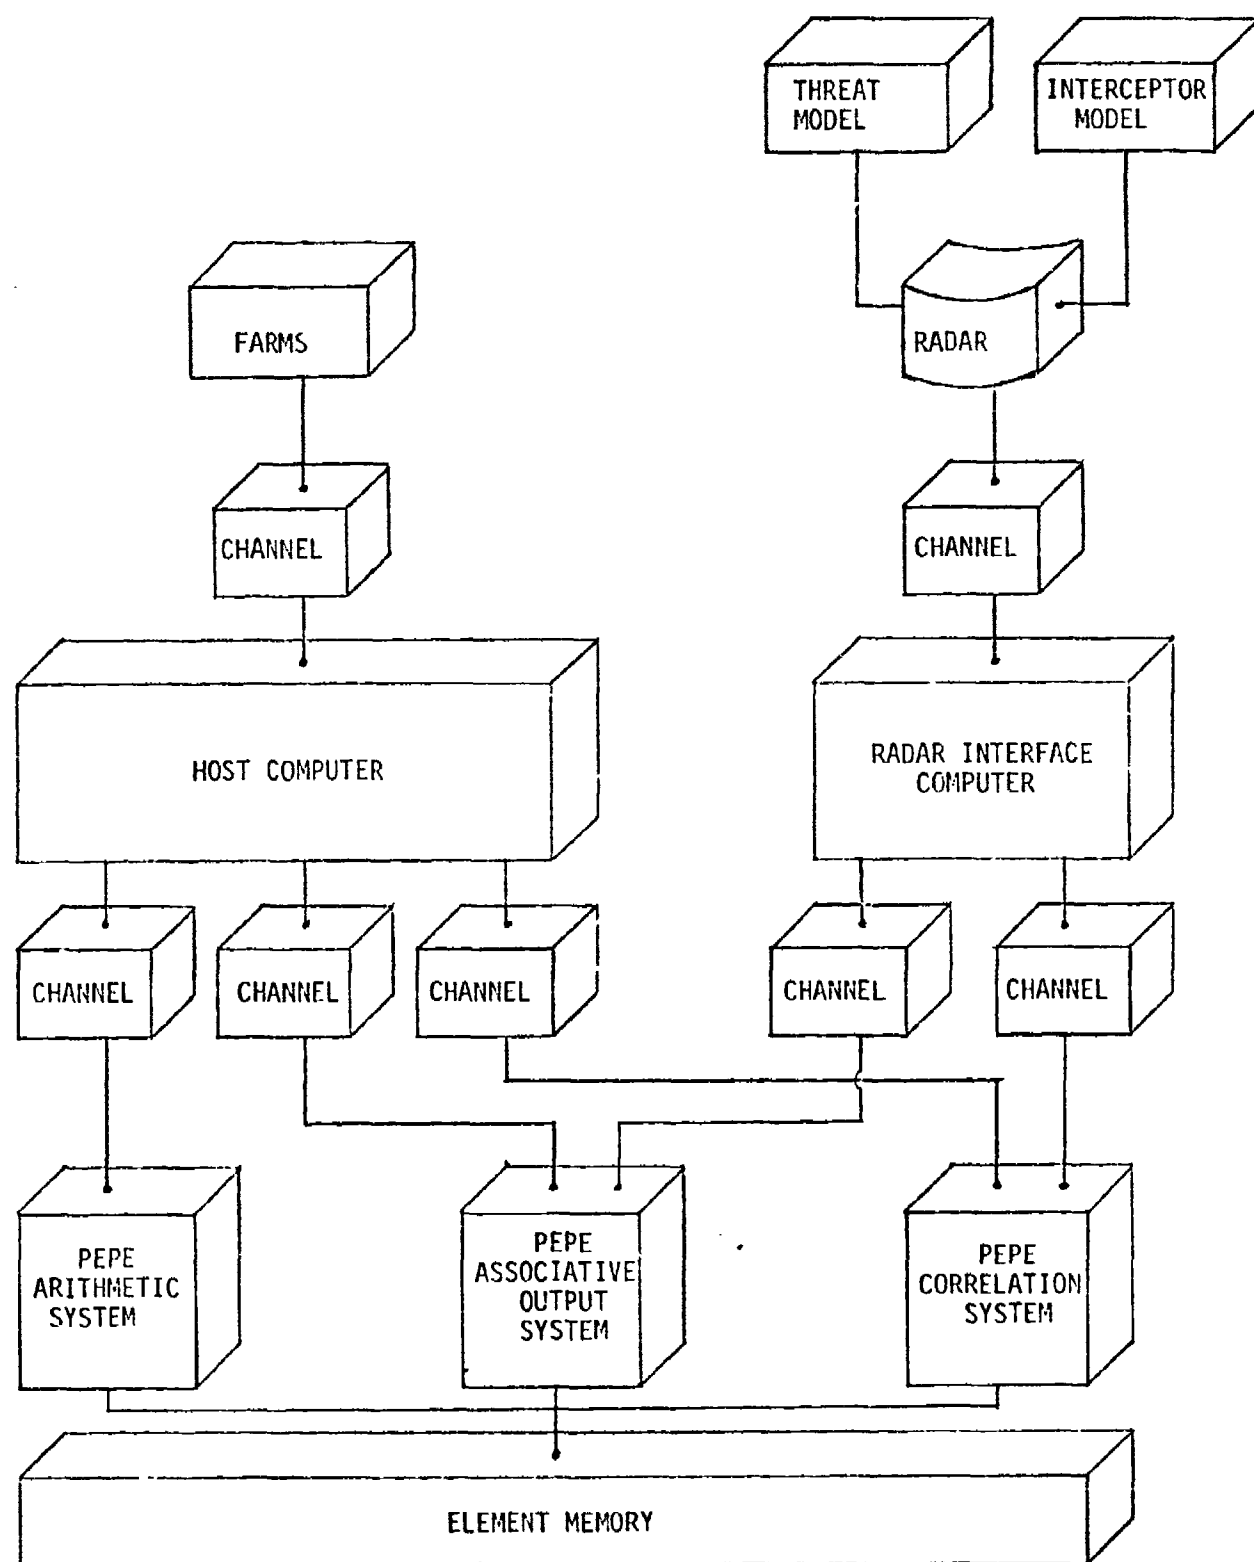 THREAT
MODEL
INTERCEPTOR
MODEL
FARMS
RADAR
CHANNEL
CHANNEL
HOST COMPUTER
RADAR INTERFACE
COMPUTER
CHANNEL
CHANNEL
CHANNEL
CHANNEL
CHANNEL
PEPE
ARITHMETIC
SYSTEM
PEPE
ASSOCIATIVE
OUTPUT
SYSTEM
PEPE
CORRELATION
SYSTEM
ELEMENT MEMORY